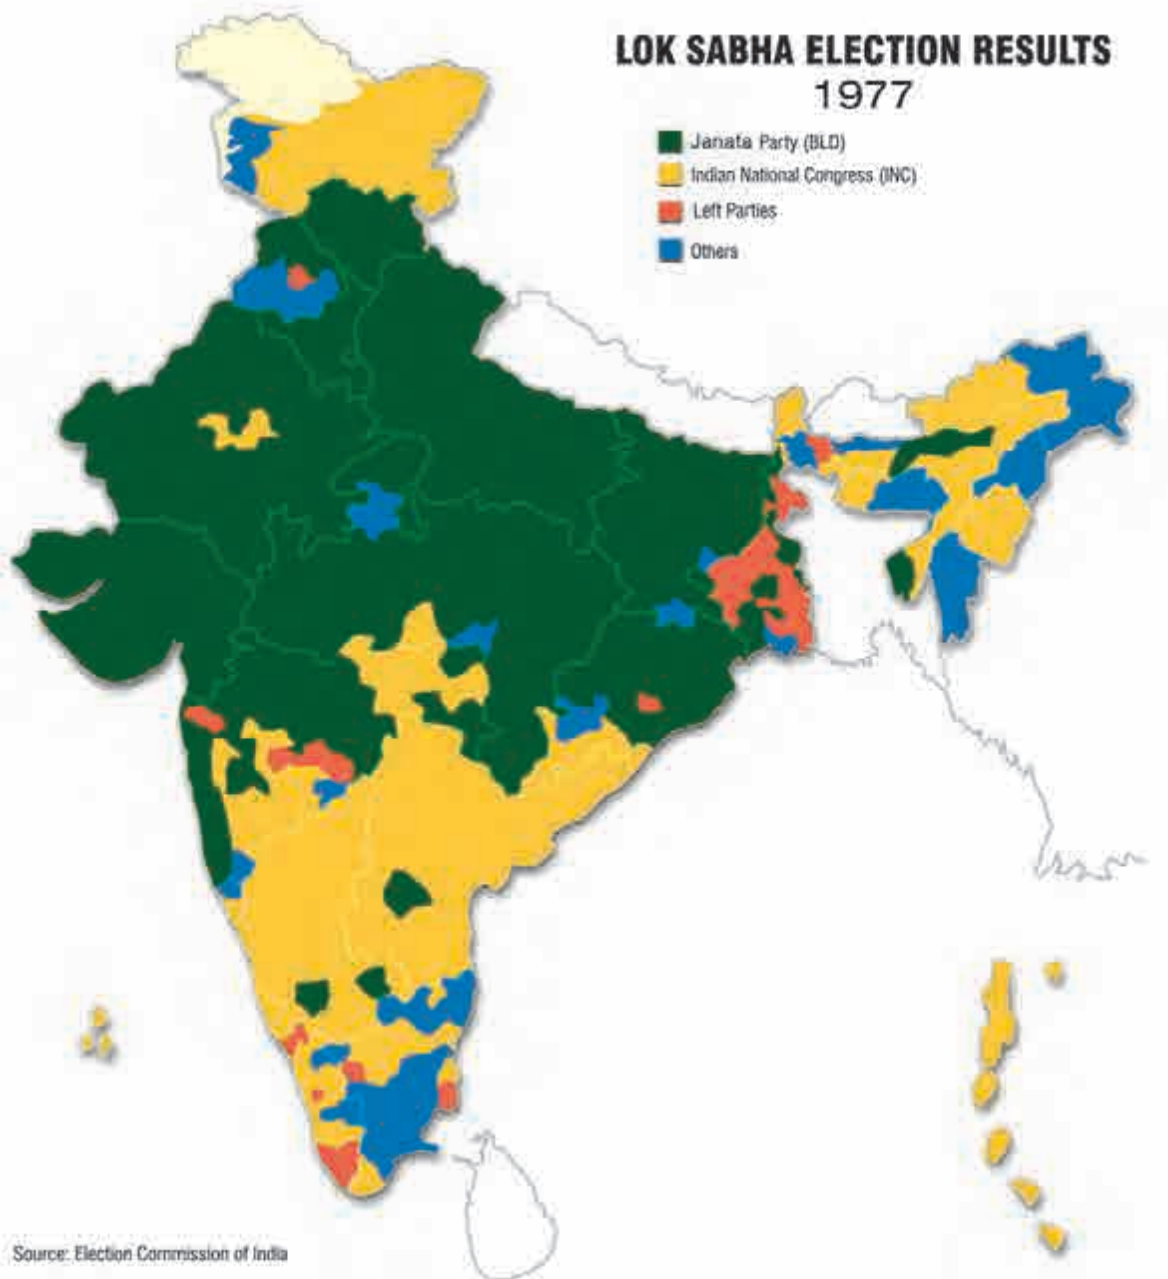 LOK SABHA ELECTION RESULTS
1977
Janata Party (BLD)
Indian National Congress (INC)
Left Parties
Others
Source: Election Commission of India